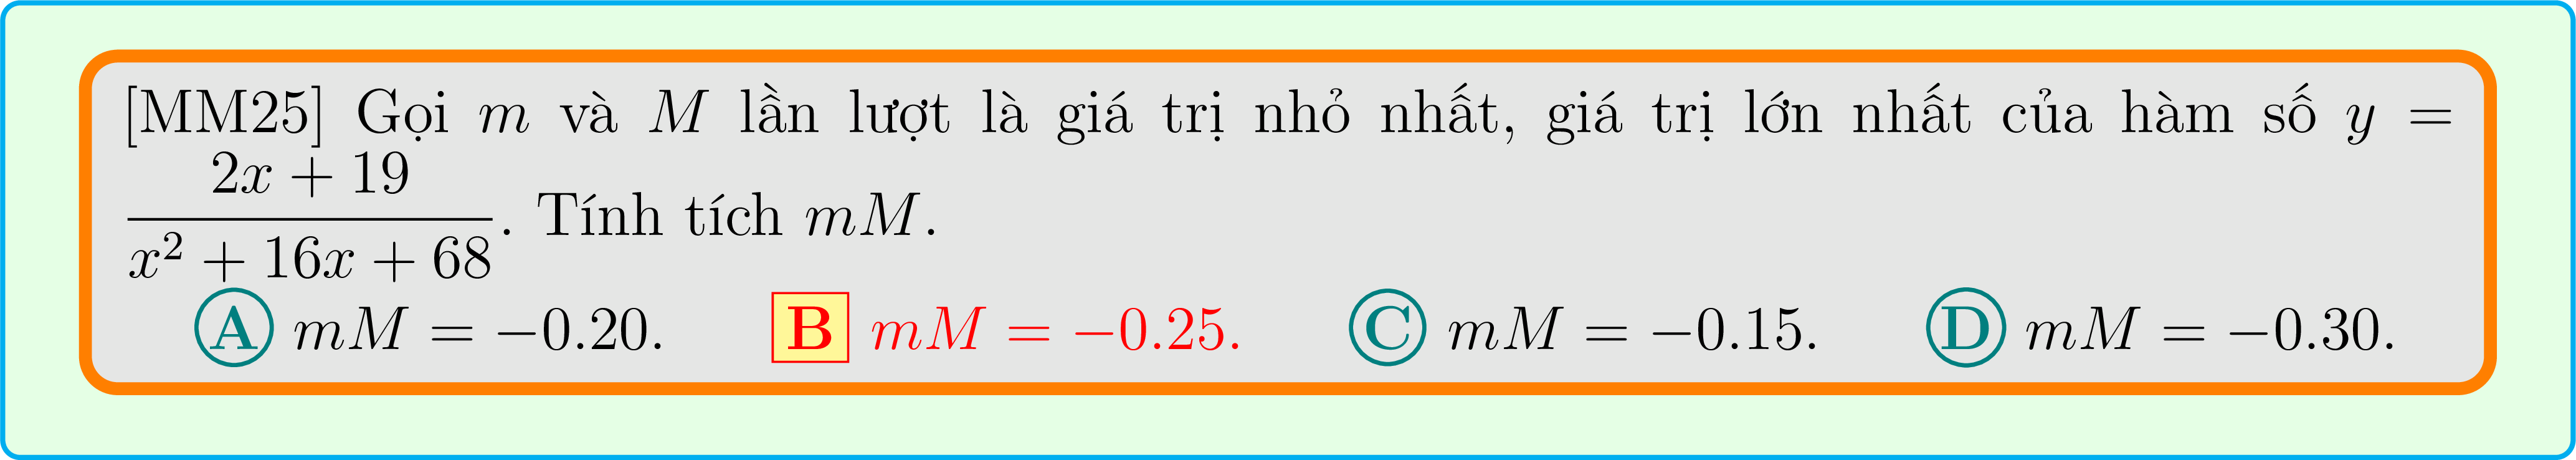 [MM25] Gọi m và M lần lượt là giá trị nhỏ nhất, giá trị lớn nhất của hàm số y =
\frac{2x + 19}{x^2 + 16x + 68}. Tính tích mM.
A mM = −0.20. B mM = −0.25. C mM = −0.15. D mM = −0.30.